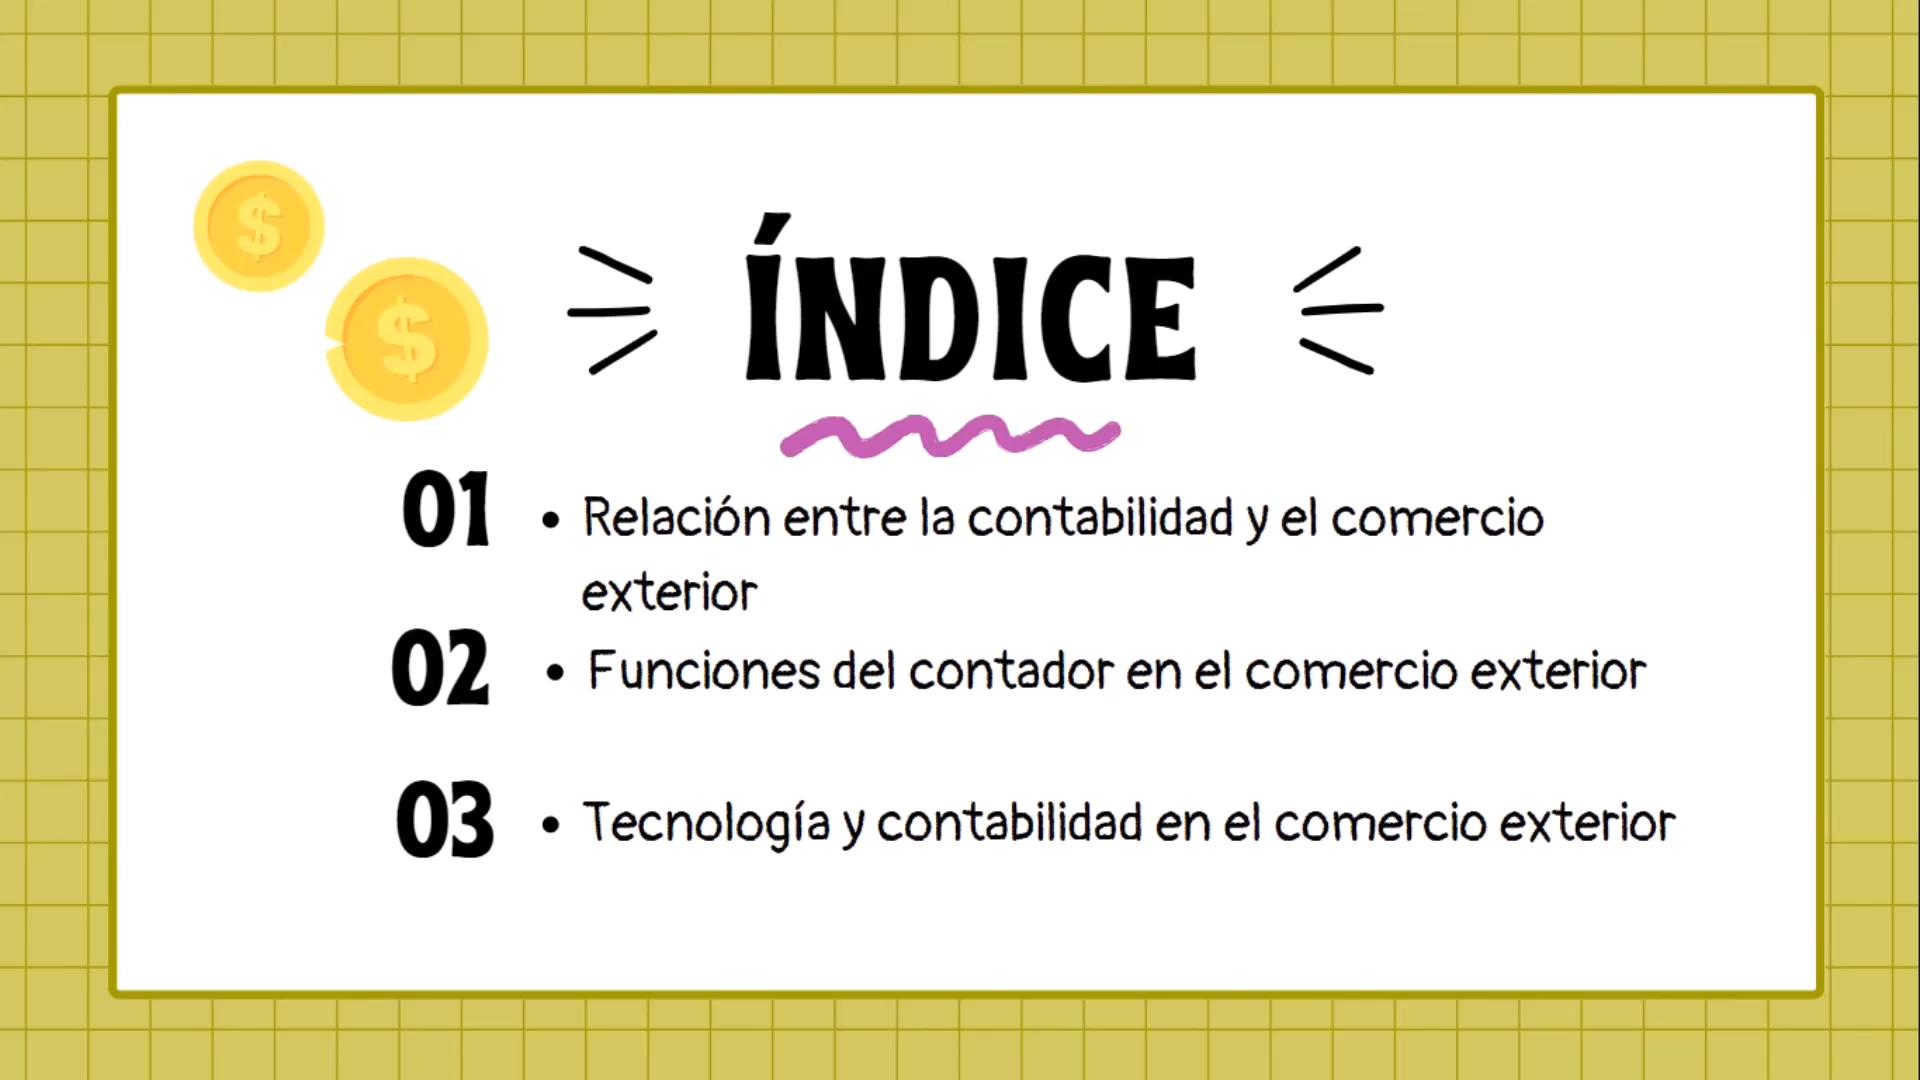 $
$
ÍNDICE
01 • Relación entre la contabilidad y el comercio
exterior
02 • Funciones del contador en el comercio exterior
03 • Tecnología y contabilidad en el comercio exterior